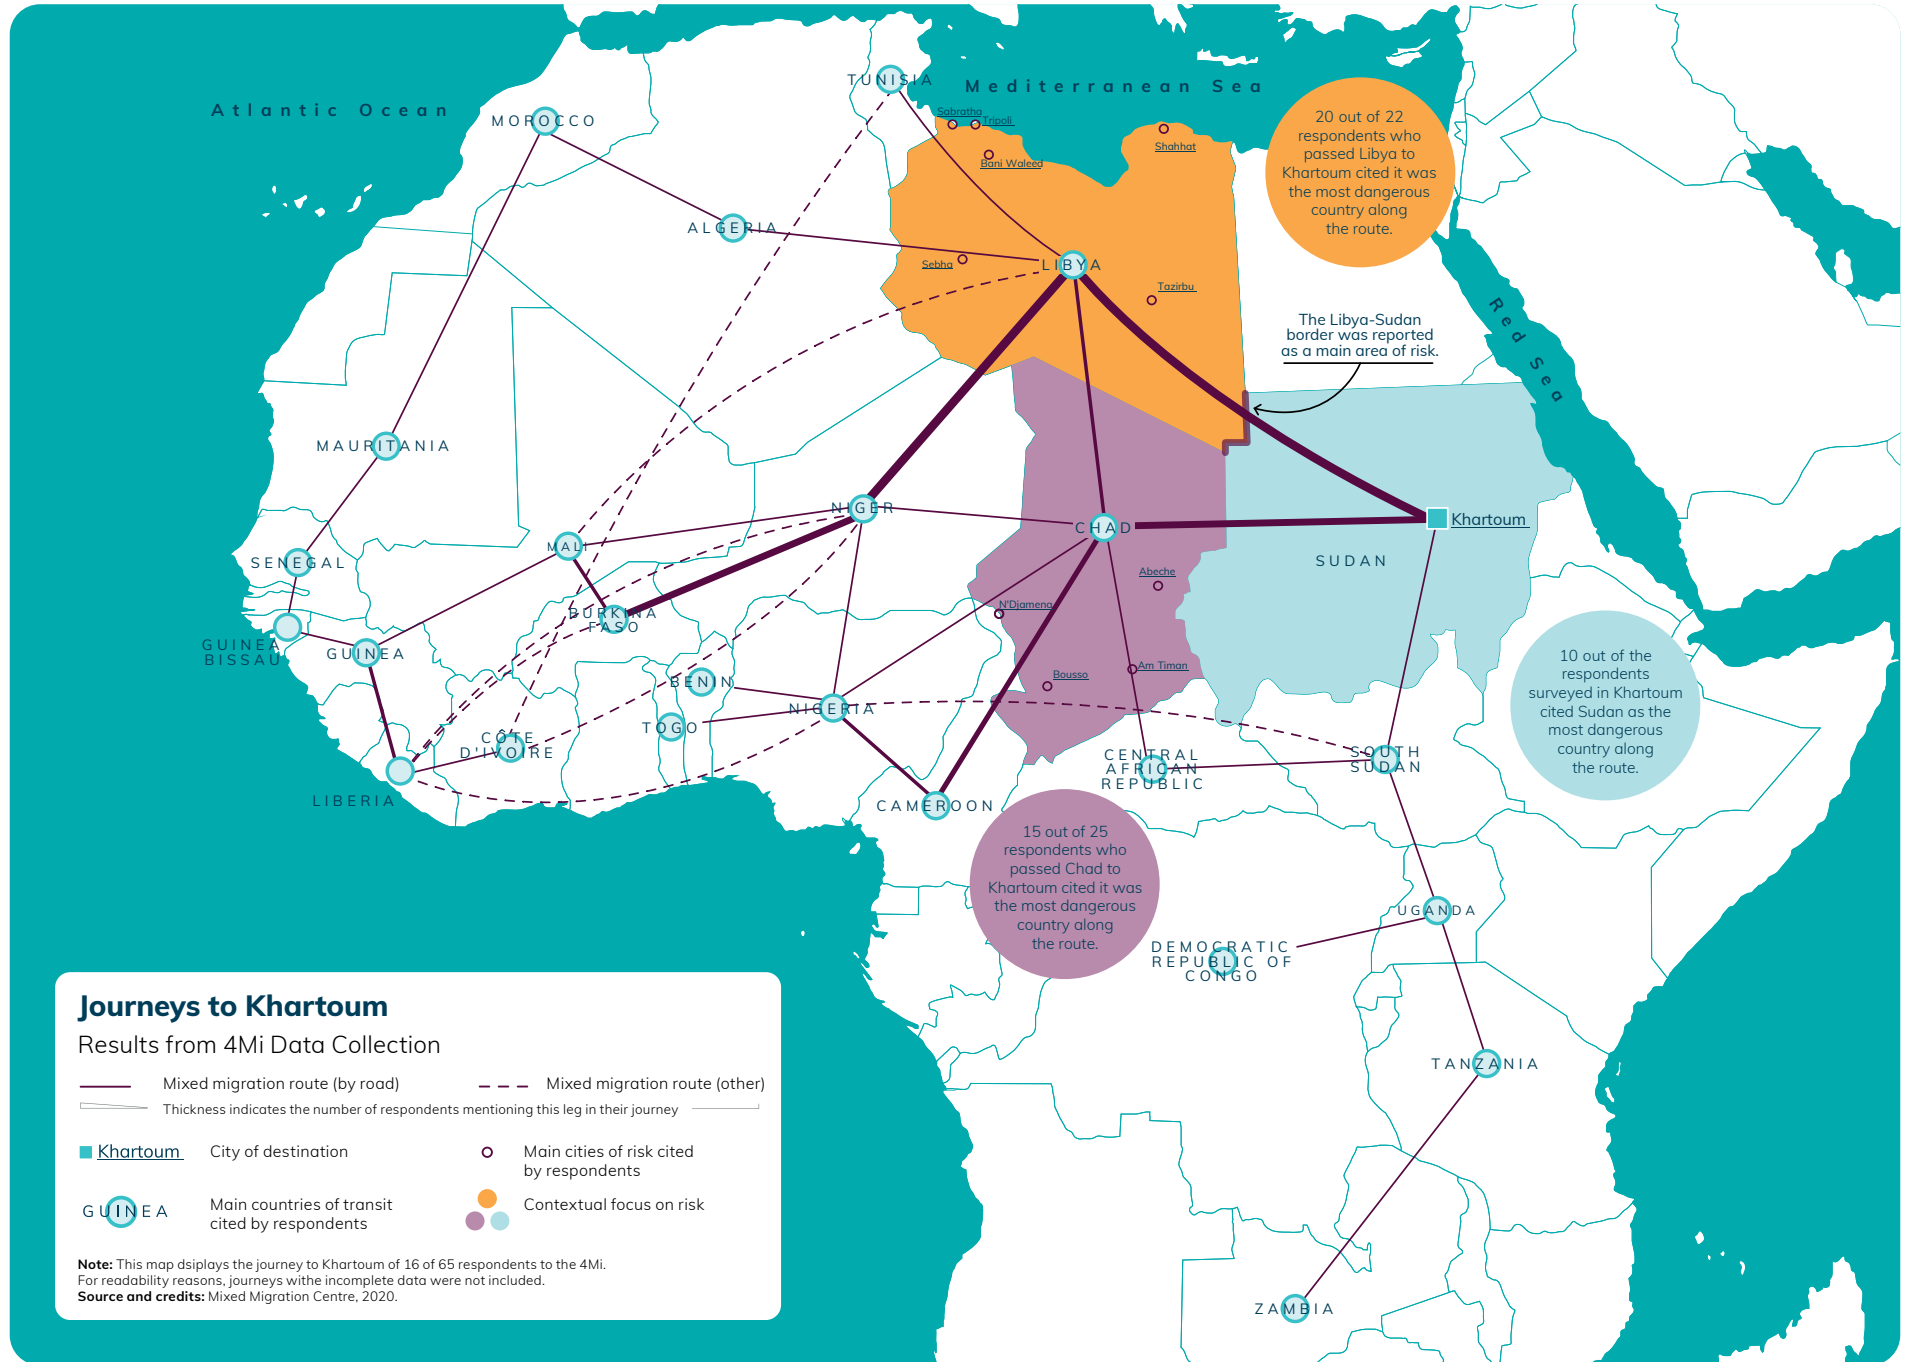 Atlantic Ocean
Mediterranean Sea
Red Sea
MOROCCO
TUNISIA
ALGERIA
LIBYA
Sabratha
Tripoli
Bani Waleed
Shahhat
Sebha
Tazirbu
20 out of 22
respondents who
passed Libya to
Khartoum cited it was
the most dangerous
country along
the route.
The Libya-Sudan
border was reported
as a main area of risk.
MAURITANIA
SENEGAL
GUINEA
BISSAU
GUINEA
LIBERIA
MALI
BURKINA
FASO
CÔTE
D'IVOIRE
NIGER
BENIN
TOGO
NIGERIA
CAMEROON
CHAD
Abeche
N'Djamena
Am Timan
Bousso
Khartoum
SUDAN
CENTRAL
AFRICAN
REPUBLIC
SOUTH
SUDAN
10 out of the
respondents
surveyed in Khartoum
cited Sudan as the
most dangerous
country along
the route.
15 out of 25
respondents who
passed Chad to
Khartoum cited it was
the most dangerous
country along
the route.
UGANDA
DEMOCRATIC
REPUBLIC OF
CONGO
TANZANIA
ZAMBIA
Journeys to Khartoum
Results from 4Mi Data Collection
Mixed migration route (by road)
Mixed migration route (other)
Thickness indicates the number of respondents mentioning this leg in their journey
Khartoum
City of destination
Main cities of risk cited
by respondents
GUINEA
Main countries of transit
cited by respondents
Contextual focus on risk
Note: This map dsiplays the journey to Khartoum of 16 of 65 respondents to the 4Mi.
For readability reasons, journeys withe incomplete data were not included.
Source and credits: Mixed Migration Centre, 2020.